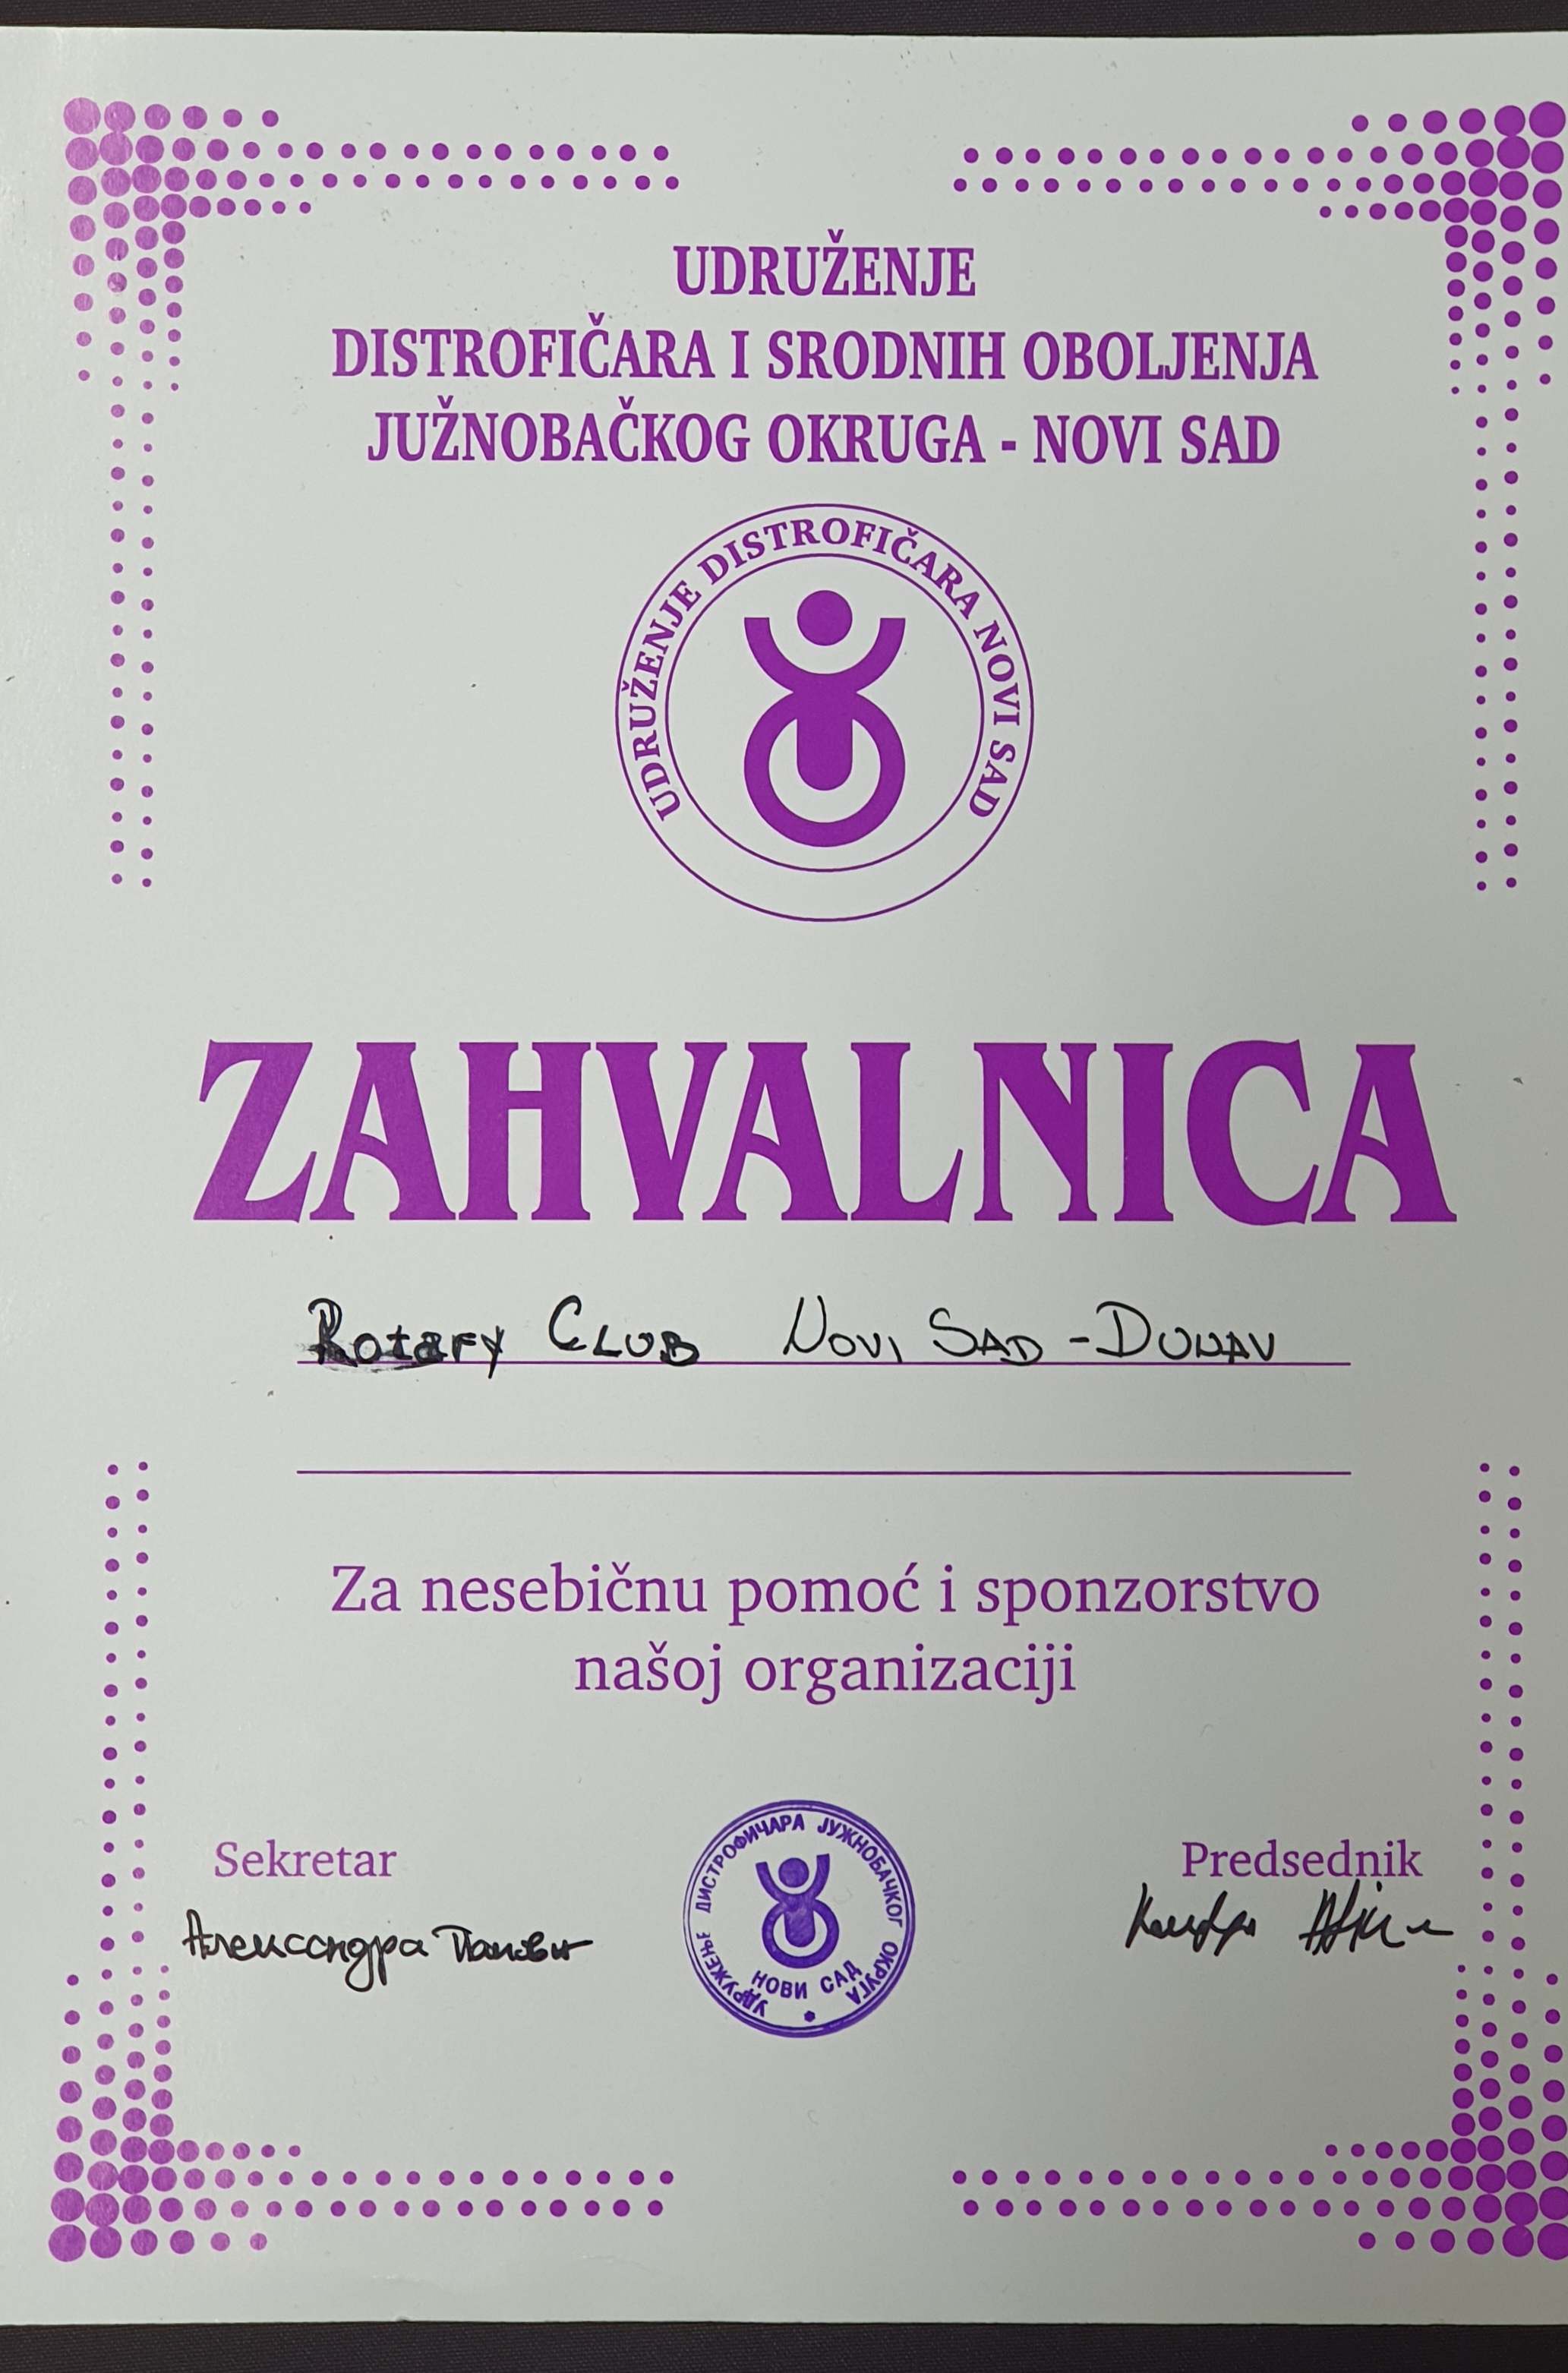 UDRUŽENJE
DISTROFIČARA I SRODNIH OBOLJENJA
JUŽNOBAČKOG OKRUGA - NOVI SAD
UDRUŽENJE DISTROFIČARA NOVI SAD
ZAHVALNICA
Rotary Club Novi Sad - Dunav
Za nesebičnu pomoć i sponzorstvo
našoj organizaciji
Sekretar
Predsednik
Александра
УДРУЖЕЊЕ ДИСТРОФИЧАРА ЈУЖНОБАЧКОГ ОКРУГА
НОВИ САД